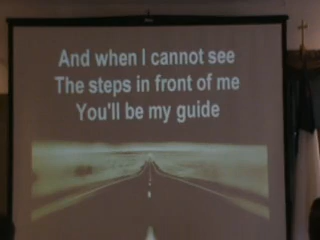 And when I cannot see
The steps in front of me
You'll be my guide